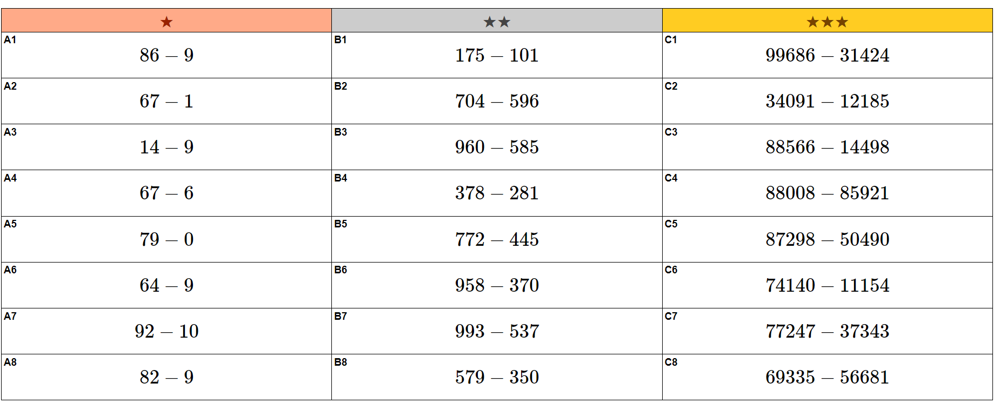 ★ ★★ ★★★
A1 86 − 9 B1 175 − 101 C1 99686 − 31424
A2 67 − 1 B2 704 − 596 C2 34091 − 12185
A3 14 − 9 B3 960 − 585 C3 88566 − 14498
A4 67 − 6 B4 378 − 281 C4 88008 − 85921
A5 79 − 0 B5 772 − 445 C5 87298 − 50490
A6 64 − 9 B6 958 − 370 C6 74140 − 11154
A7 92 − 10 B7 993 − 537 C7 77247 − 37343
A8 82 − 9 B8 579 − 350 C8 69335 − 56681